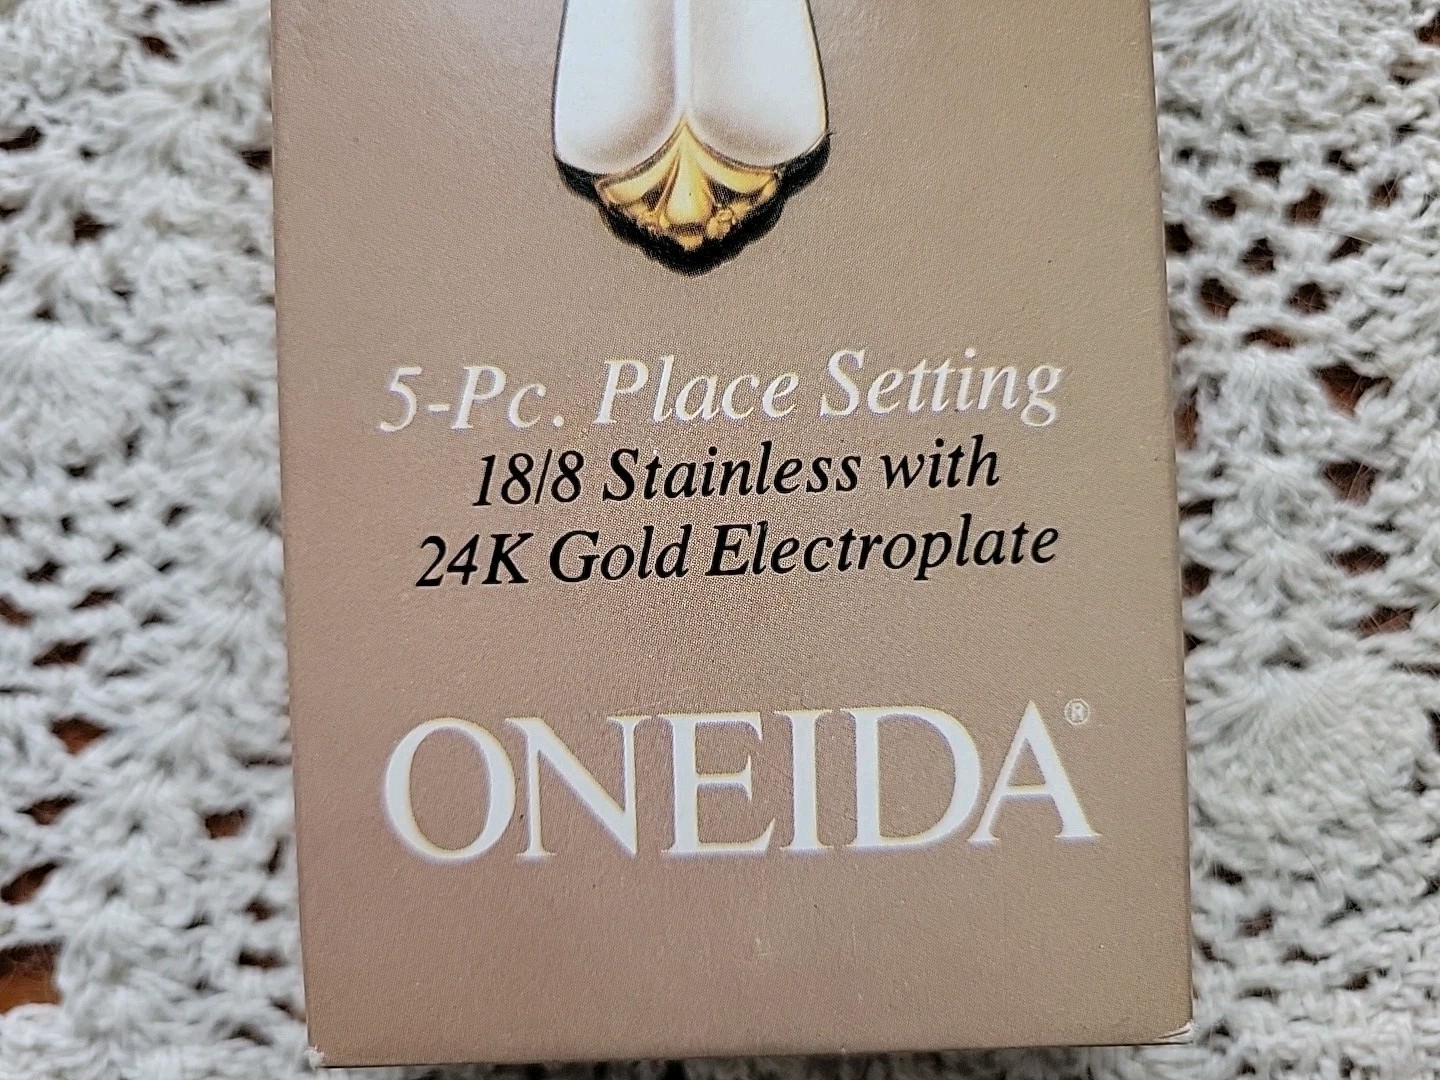 5-Pc. Place Setting
18/8 Stainless with
24K Gold Electroplate
ONEIDA®